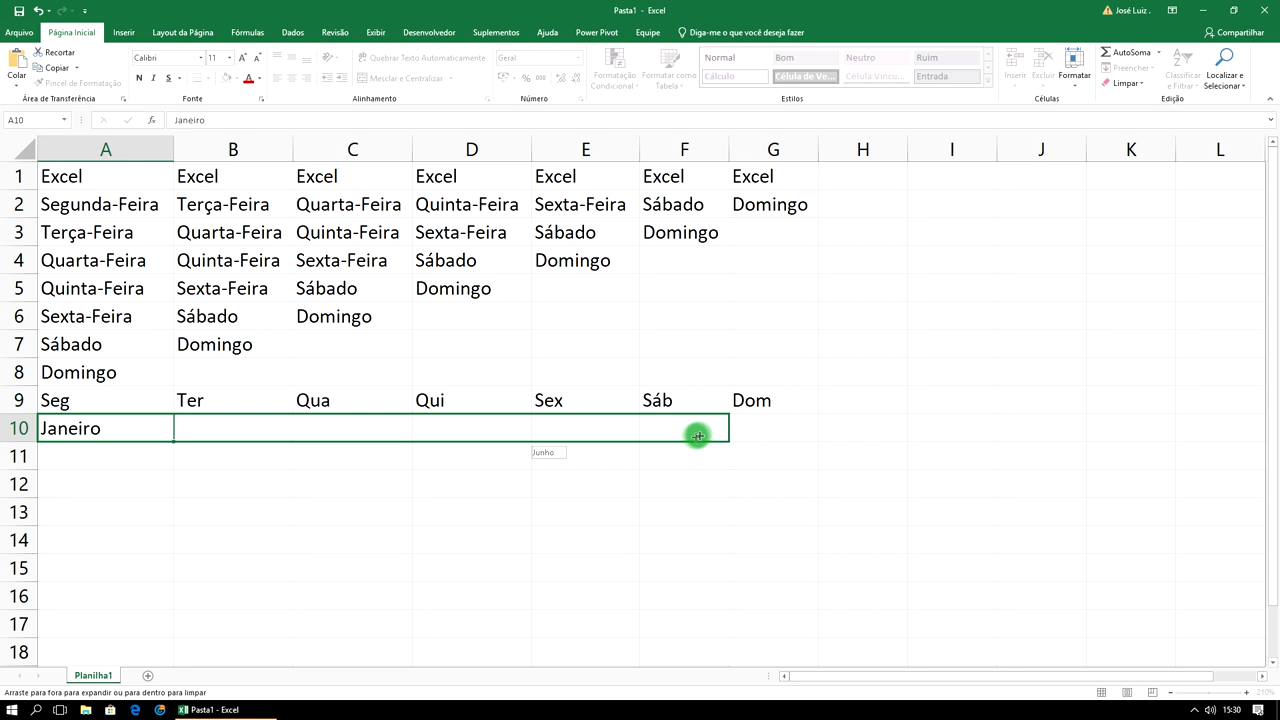 Pasta1 - Excel
José Luiz .
Arquivo Página Inicial Inserir Layout da Página Fórmulas Dados Revisão Exibir Desenvolvedor Suplementos Ajuda Power Pivot Equipe Diga-me o que você deseja fazer Compartilhar
Colar
Recortar
Copiar
Pincel de Formatação
Área de Transferência
Calibri 11
N I S
Fonte
Quebrar Texto Automaticamente
Mesclar e Centralizar
Alinhamento
Geral
% 000
Número
Formatação Condicional
Formatar como Tabela
Normal Bom Neutro Ruim
Cálculo Célula de Ve... Célula Vincu... Entrada
Estilos
Inserir Excluir Formatar
Células
AutoSoma
Preencher
Limpar
Classificar e Filtrar
Localizar e Selecionar
Edição
A10 fx Janeiro
A B C D E F G H I J K L
1 Excel Excel Excel Excel Excel Excel Excel
2 Segunda-Feira Terça-Feira Quarta-Feira Quinta-Feira Sexta-Feira Sábado Domingo
3 Terça-Feira Quarta-Feira Quinta-Feira Sexta-Feira Sábado Domingo
4 Quarta-Feira Quinta-Feira Sexta-Feira Sábado Domingo
5 Quinta-Feira Sexta-Feira Sábado Domingo
6 Sexta-Feira Sábado Domingo
7 Sábado Domingo
8 Domingo
9 Seg Ter Qua Qui Sex Sáb Dom
10 Janeiro
11 Junho
12
13
14
15
16
17
18
Planilha1
Arraste para fora para expandir ou para dentro para limpar
210%
Pasta1 - Excel
15:30